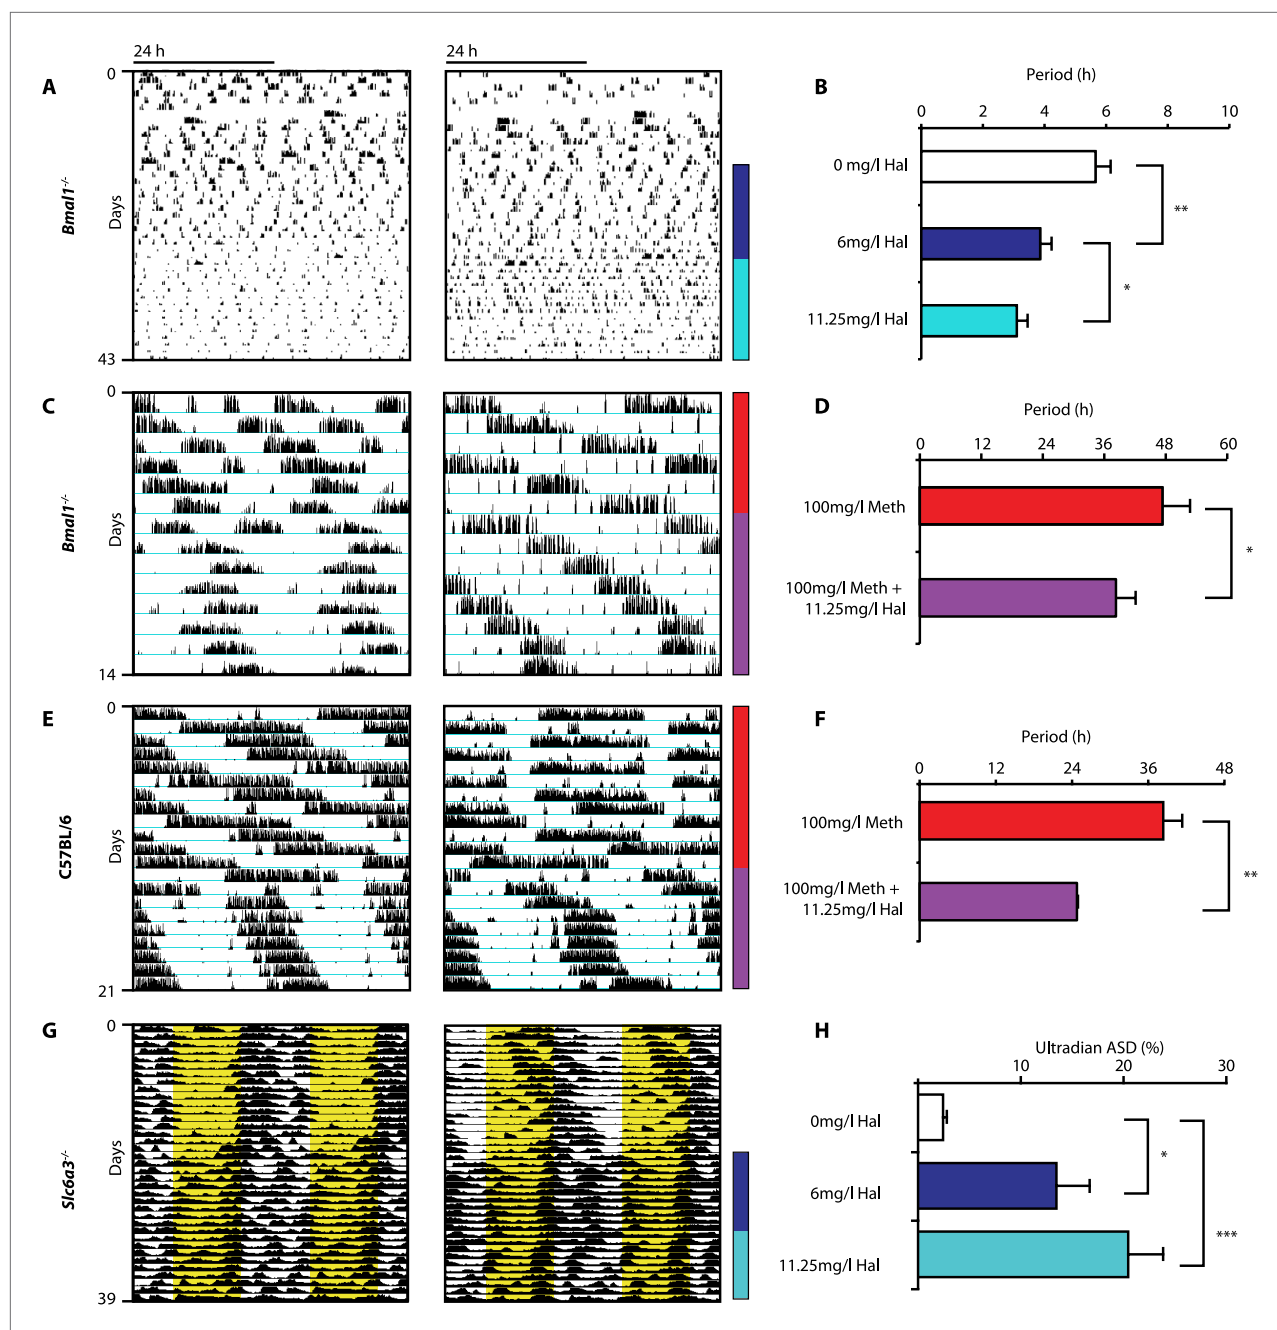 24 h
24 h
A
0
Days
43
Bmal1-/-
B
Period (h)
0 2 4 6 8 10
0 mg/l Hal
6mg/l Hal
11.25mg/l Hal
**
*
C
0
Days
14
Bmal1-/-
D
Period (h)
0 12 24 36 48 60
100mg/l Meth
100mg/l Meth +
11.25mg/l Hal
*
E
0
Days
21
C57BL/6
F
Period (h)
0 12 24 36 48
100mg/l Meth
100mg/l Meth +
11.25mg/l Hal
**
G
0
Days
39
Slc6a3-/-
H
Ultradian ASD (%)
10 20 30
0mg/l Hal
6mg/l Hal
11.25mg/l Hal
*
***